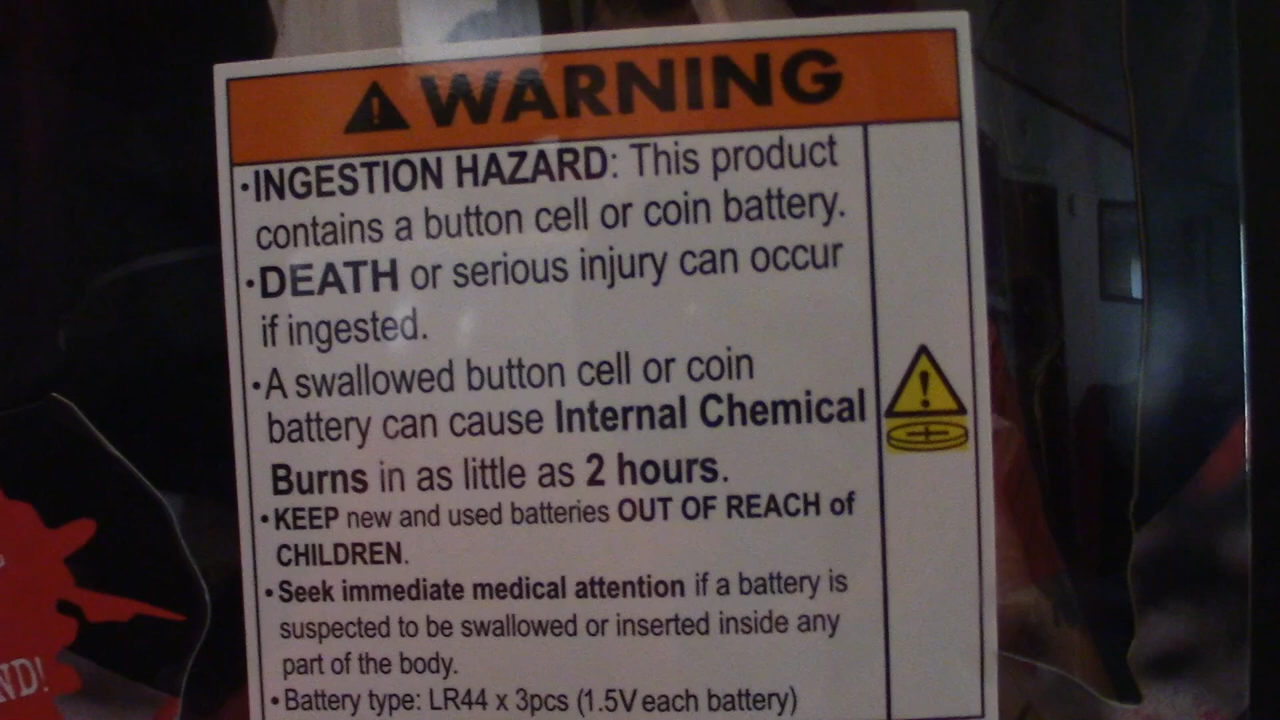 WARNING
•INGESTION HAZARD: This product
contains a button cell or coin battery.
•DEATH or serious injury can occur
if ingested.
•A swallowed button cell or coin
battery can cause Internal Chemical
Burns in as little as 2 hours.
•KEEP new and used batteries OUT OF REACH of
CHILDREN.
•Seek immediate medical attention if a battery is
suspected to be swallowed or inserted inside any
part of the body.
•Battery type: LR44 x 3pcs (1.5V each battery)
ND!